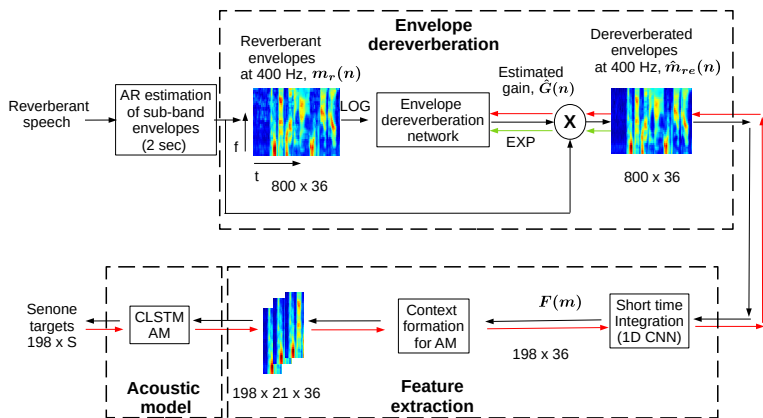 Envelope
dereverberation
Reverberant
envelopes
at 400 Hz, m_r(n)
Dereverberated
envelopes
at 400 Hz, m̂_re(n)
Estimated
gain, Ĝ(n)
Reverberant
speech
AR estimation
of sub-band
envelopes
(2 sec)
f
t
800 x 36
LOG
Envelope
dereverberation
network
EXP
X
800 x 36
Senone
targets
198 x S
CLSTM
AM
Acoustic
model
198 x 21 x 36
Context
formation
for AM
F(m)
198 x 36
Short time
Integration
(1D CNN)
Feature
extraction